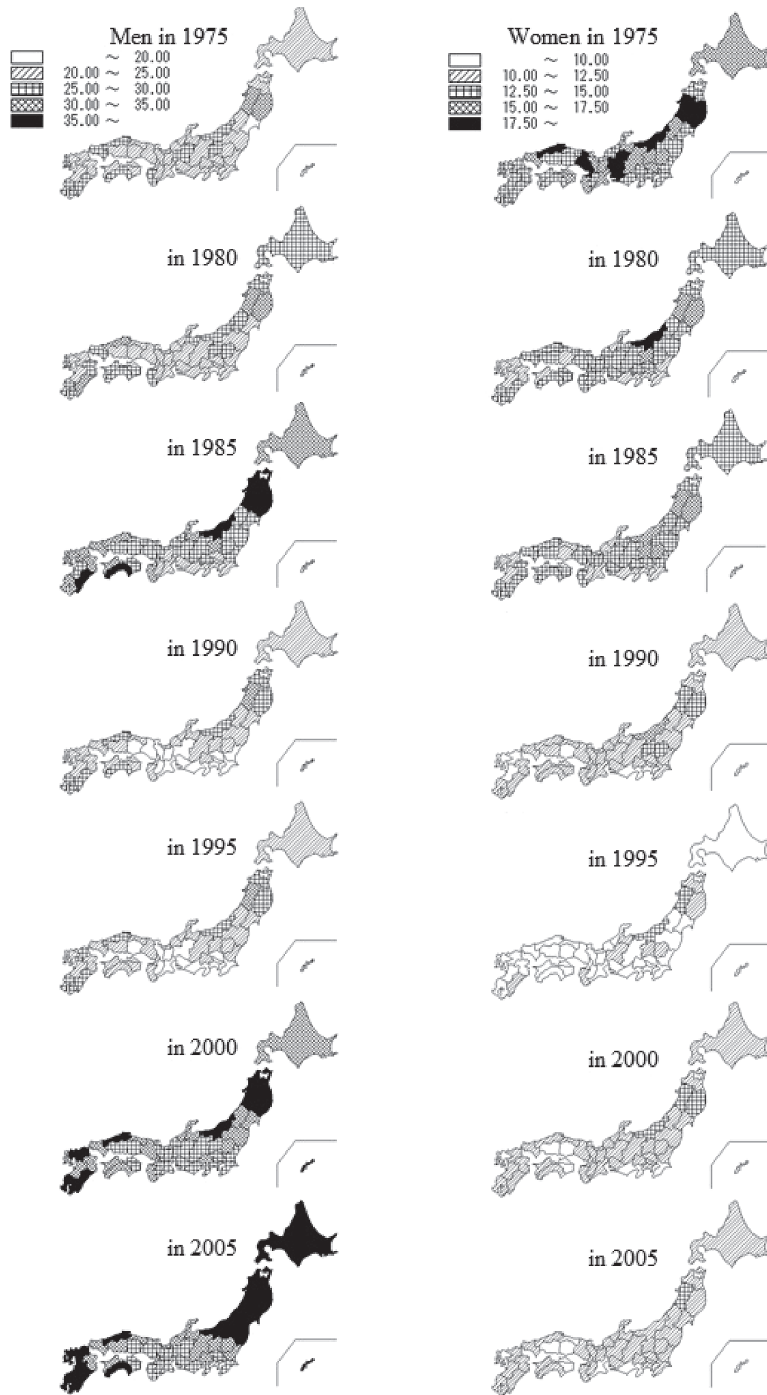 Men in 1975
～ 20.00
20.00 ～ 25.00
25.00 ～ 30.00
30.00 ～ 35.00
35.00 ～
Women in 1975
～ 10.00
10.00 ～ 12.50
12.50 ～ 15.00
15.00 ～ 17.50
17.50 ～
in 1980
in 1980
in 1985
in 1985
in 1990
in 1990
in 1995
in 1995
in 2000
in 2000
in 2005
in 2005